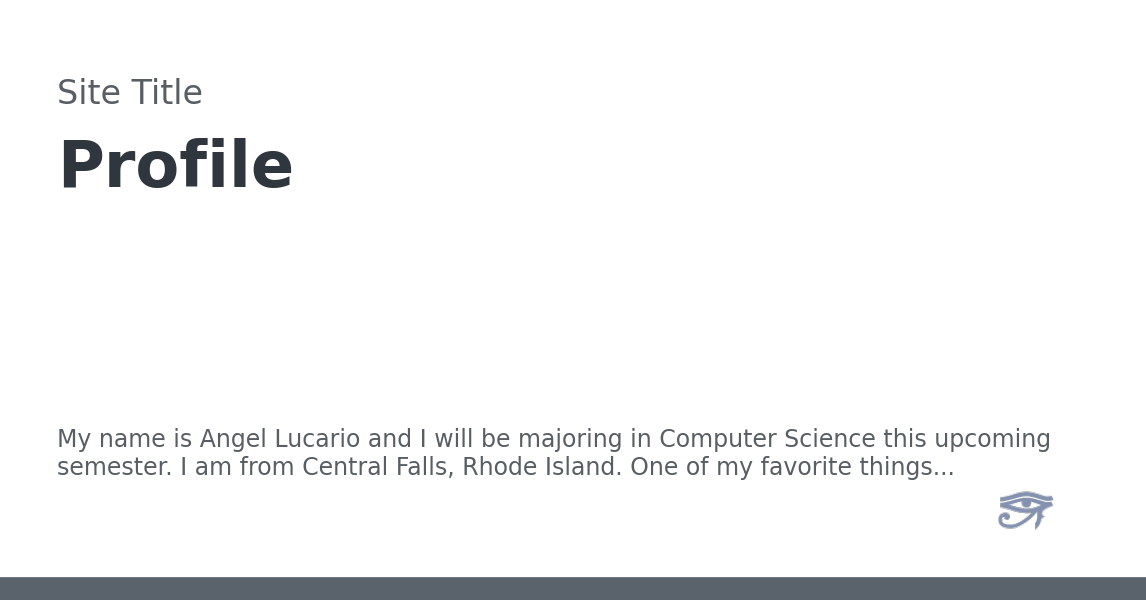 Site Title
Profile
My name is Angel Lucario and I will be majoring in Computer Science this upcoming
semester. I am from Central Falls, Rhode Island. One of my favorite things...